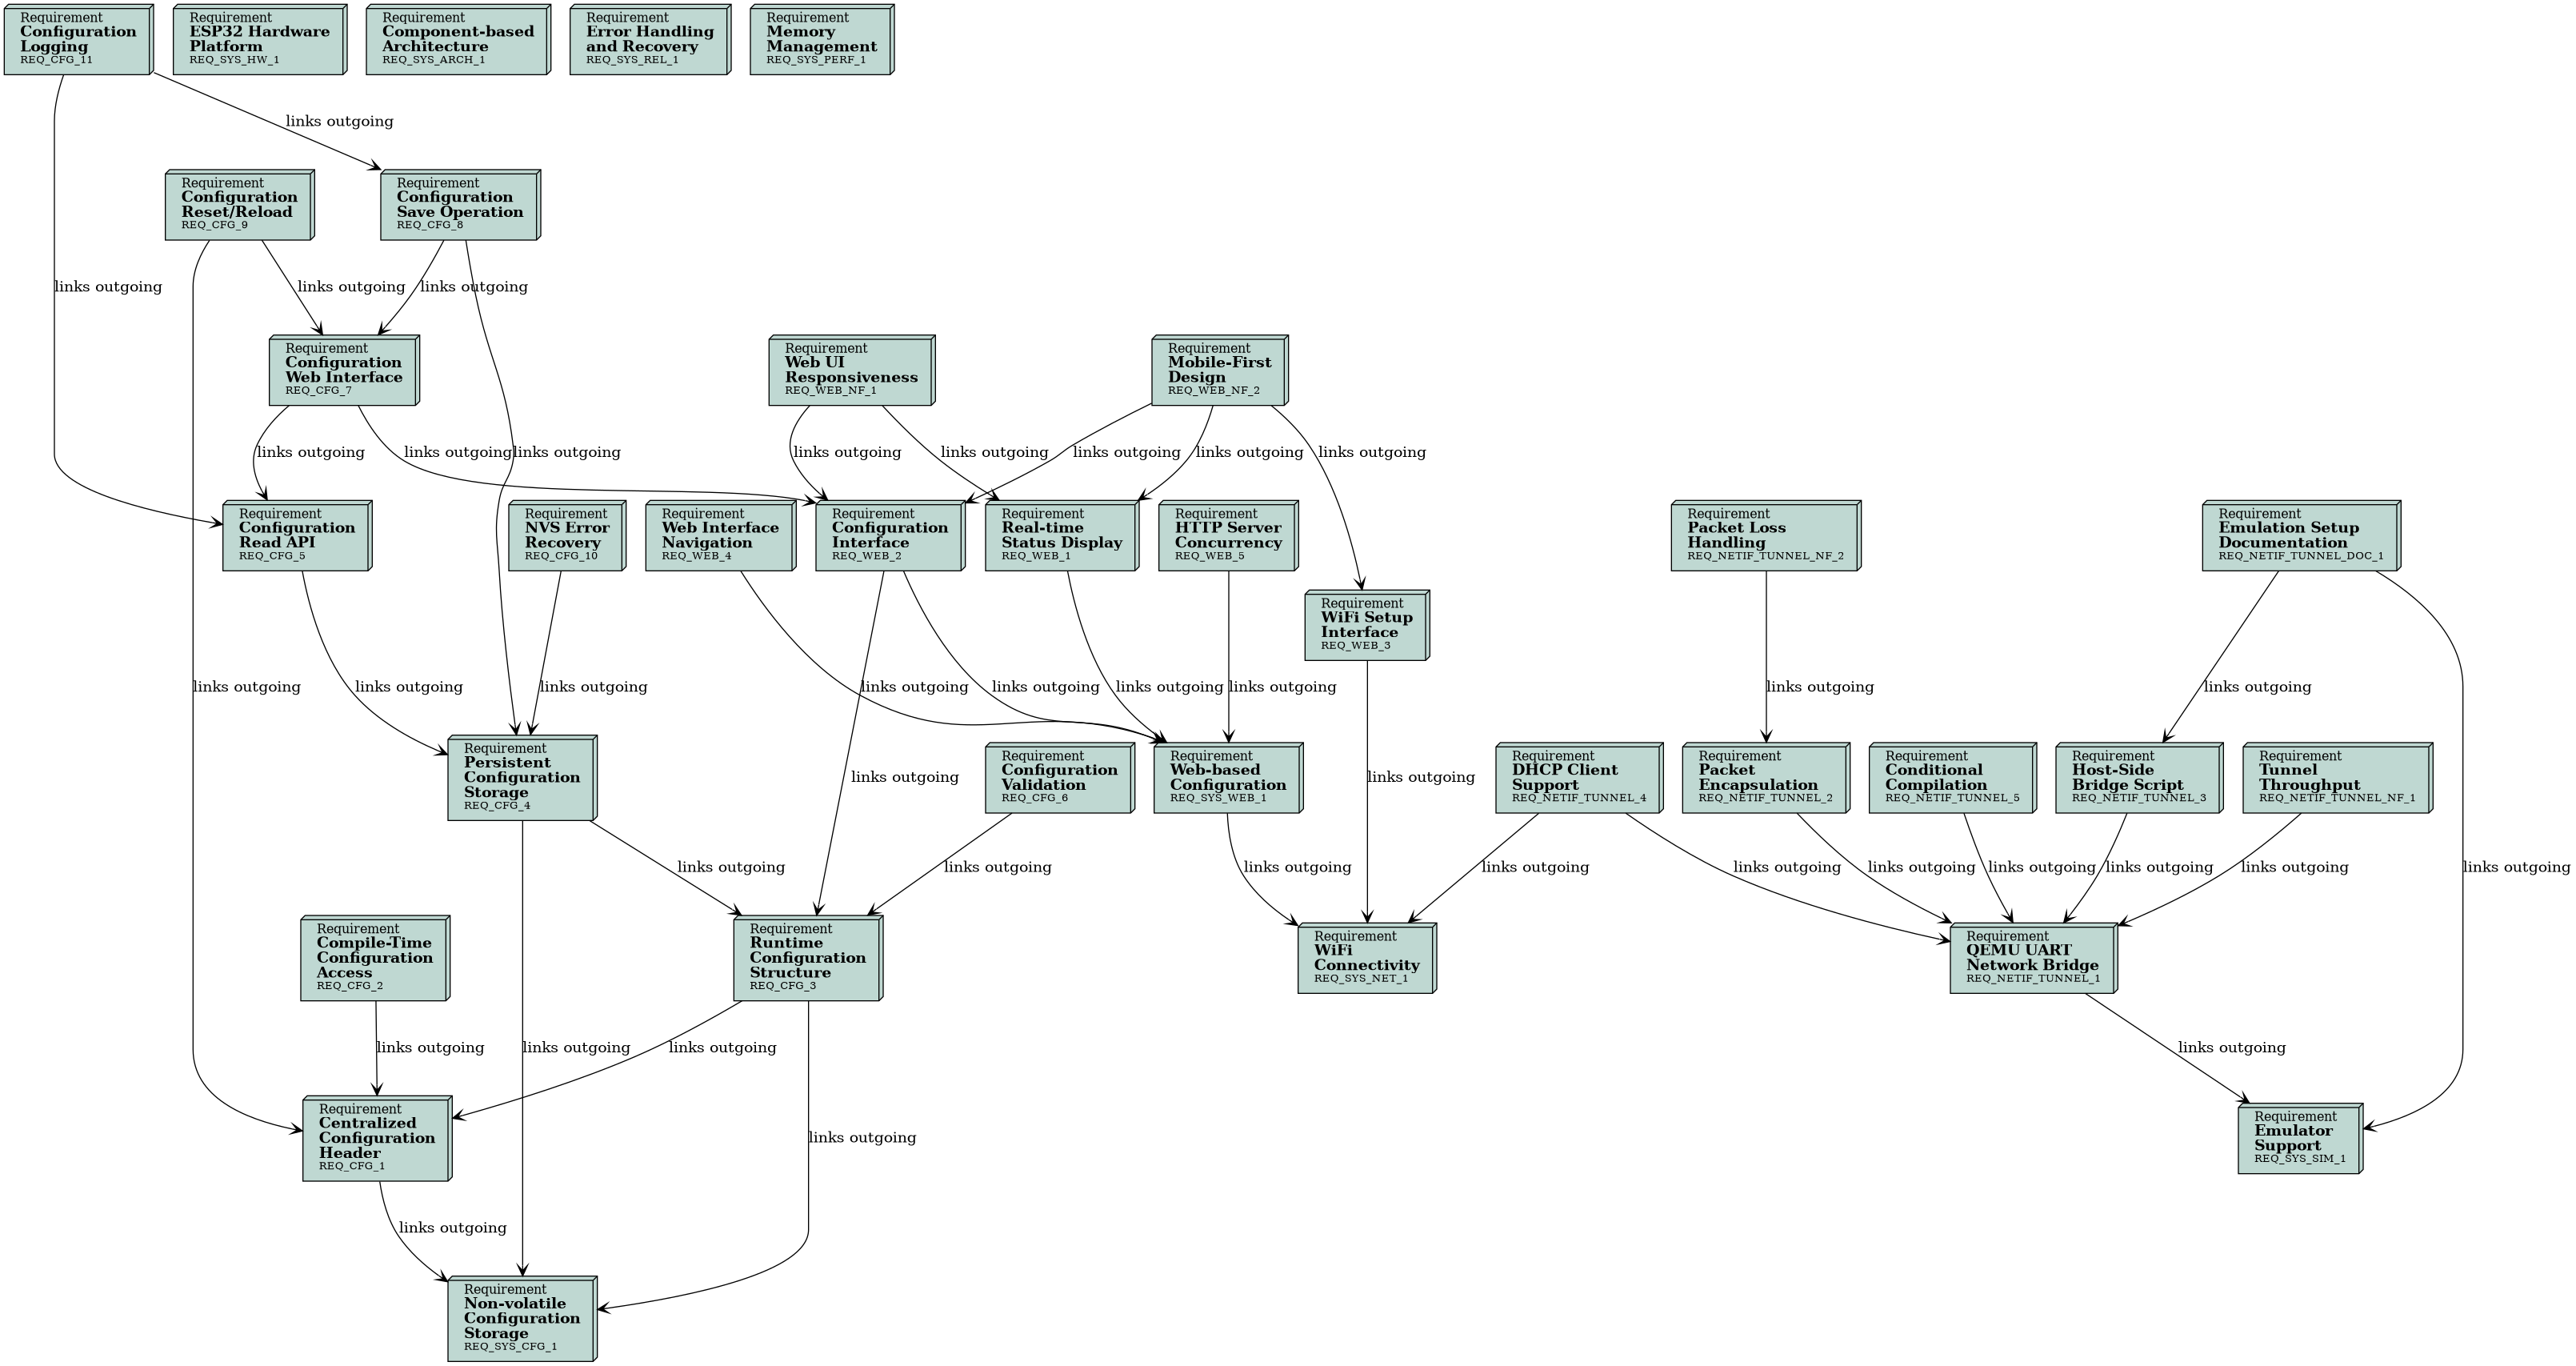 Requirement
Configuration
Logging
REQ_CFG_11
Requirement
ESP32 Hardware
Platform
REQ_SYS_HW_1
Requirement
Component-based
Architecture
REQ_SYS_ARCH_1
Requirement
Error Handling
and Recovery
REQ_SYS_REL_1
Requirement
Memory
Management
REQ_SYS_PERF_1
links outgoing
Requirement
Configuration
Reset/Reload
REQ_CFG_9
Requirement
Configuration
Save Operation
REQ_CFG_8
links outgoing
links outgoing
links outgoing
Requirement
Configuration
Web Interface
REQ_CFG_7
Requirement
Web UI
Responsiveness
REQ_WEB_NF_1
Requirement
Mobile-First
Design
REQ_WEB_NF_2
links outgoing
links outgoing
links outgoing
links outgoing
links outgoing
links outgoing
links outgoing
links outgoing
Requirement
Configuration
Read API
REQ_CFG_5
Requirement
NVS Error
Recovery
REQ_CFG_10
Requirement
Web Interface
Navigation
REQ_WEB_4
Requirement
Configuration
Interface
REQ_WEB_2
Requirement
Real-time
Status Display
REQ_WEB_1
Requirement
HTTP Server
Concurrency
REQ_WEB_5
Requirement
Packet Loss
Handling
REQ_NETIF_TUNNEL_NF_2
Requirement
Emulation Setup
Documentation
REQ_NETIF_TUNNEL_DOC_1
Requirement
WiFi Setup
Interface
REQ_WEB_3
links outgoing
links outgoing
links outgoing
links outgoing
links outgoing
links outgoing
links outgoing
links outgoing
links outgoing
Requirement
Persistent
Configuration
Storage
REQ_CFG_4
links outgoing
Requirement
Configuration
Validation
REQ_CFG_6
Requirement
Web-based
Configuration
REQ_SYS_WEB_1
links outgoing
Requirement
DHCP Client
Support
REQ_NETIF_TUNNEL_4
Requirement
Packet
Encapsulation
REQ_NETIF_TUNNEL_2
Requirement
Conditional
Compilation
REQ_NETIF_TUNNEL_5
Requirement
Host-Side
Bridge Script
REQ_NETIF_TUNNEL_3
Requirement
Tunnel
Throughput
REQ_NETIF_TUNNEL_NF_1
links outgoing
links outgoing
links outgoing
links outgoing
links outgoing
links outgoing
links outgoing
links outgoing
links outgoing
links outgoing
Requirement
Compile-Time
Configuration
Access
REQ_CFG_2
Requirement
Runtime
Configuration
Structure
REQ_CFG_3
Requirement
WiFi
Connectivity
REQ_SYS_NET_1
Requirement
QEMU UART
Network Bridge
REQ_NETIF_TUNNEL_1
links outgoing
links outgoing
links outgoing
links outgoing
Requirement
Centralized
Configuration
Header
REQ_CFG_1
links outgoing
Requirement
Emulator
Support
REQ_SYS_SIM_1
links outgoing
Requirement
Non-volatile
Configuration
Storage
REQ_SYS_CFG_1